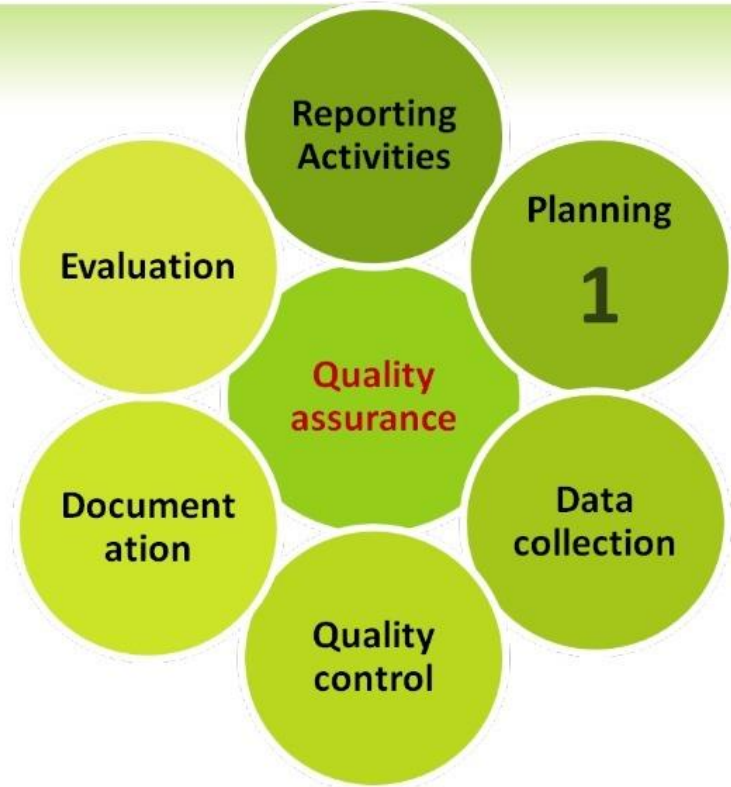 Reporting
Activities
Planning
1
Evaluation
Quality
assurance
Data
collection
Document
ation
Quality
control